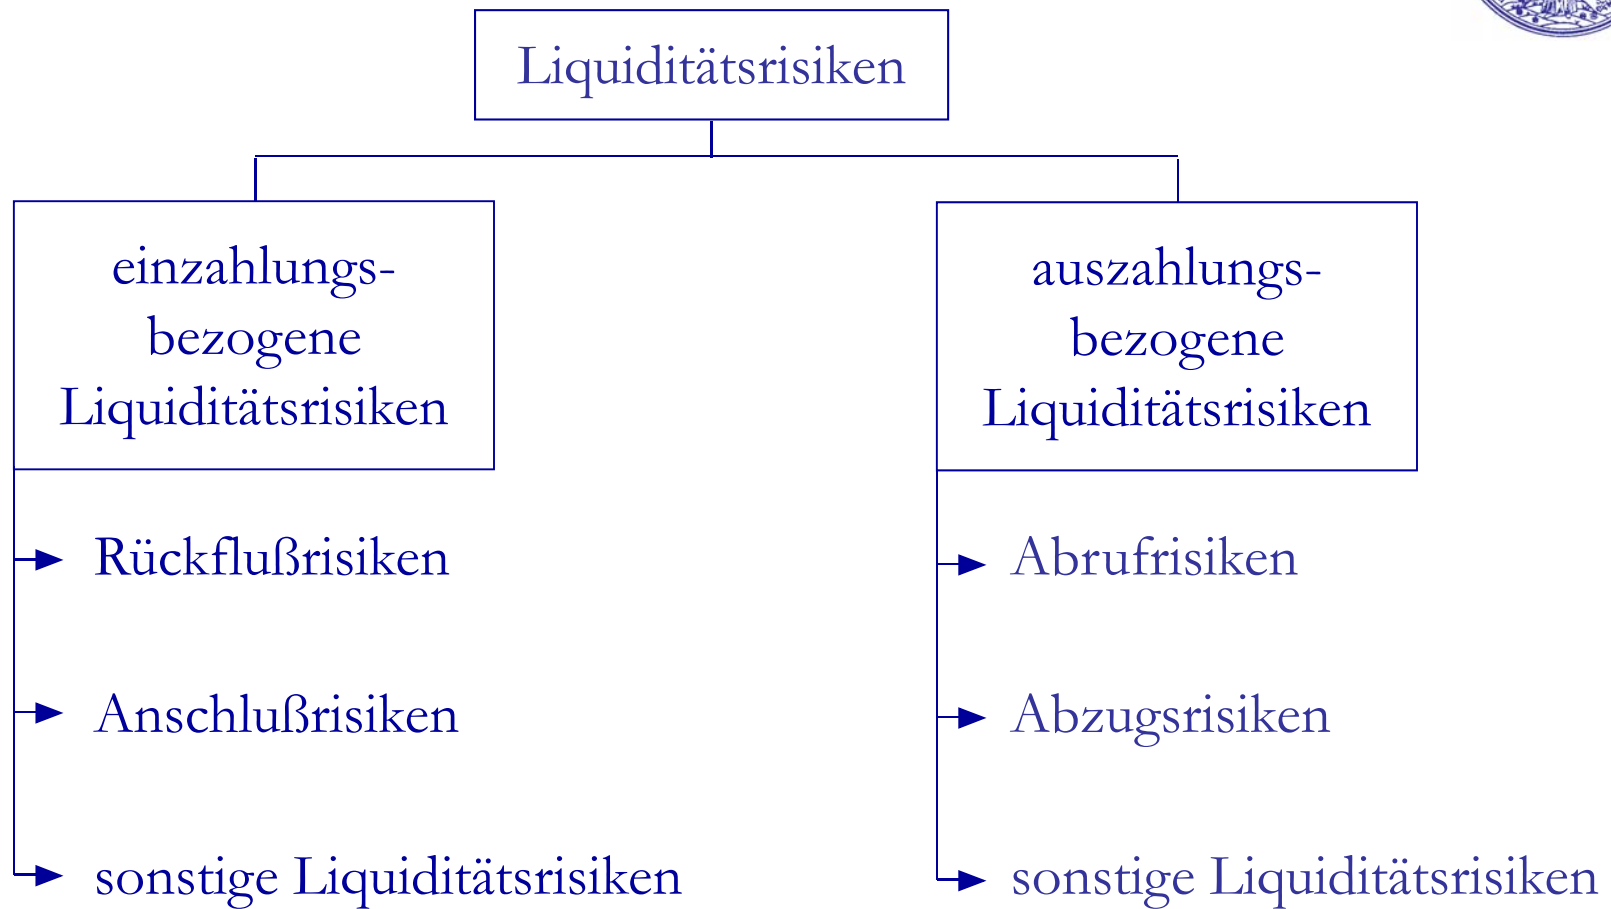 Liquiditätsrisiken
einzahlungs-
bezogene
Liquiditätsrisiken
auszahlungs-
bezogene
Liquiditätsrisiken
Rückflußrisiken
Anschlußrisiken
sonstige Liquiditätsrisiken
Abrufrisiken
Abzugsrisiken
sonstige Liquiditätsrisiken